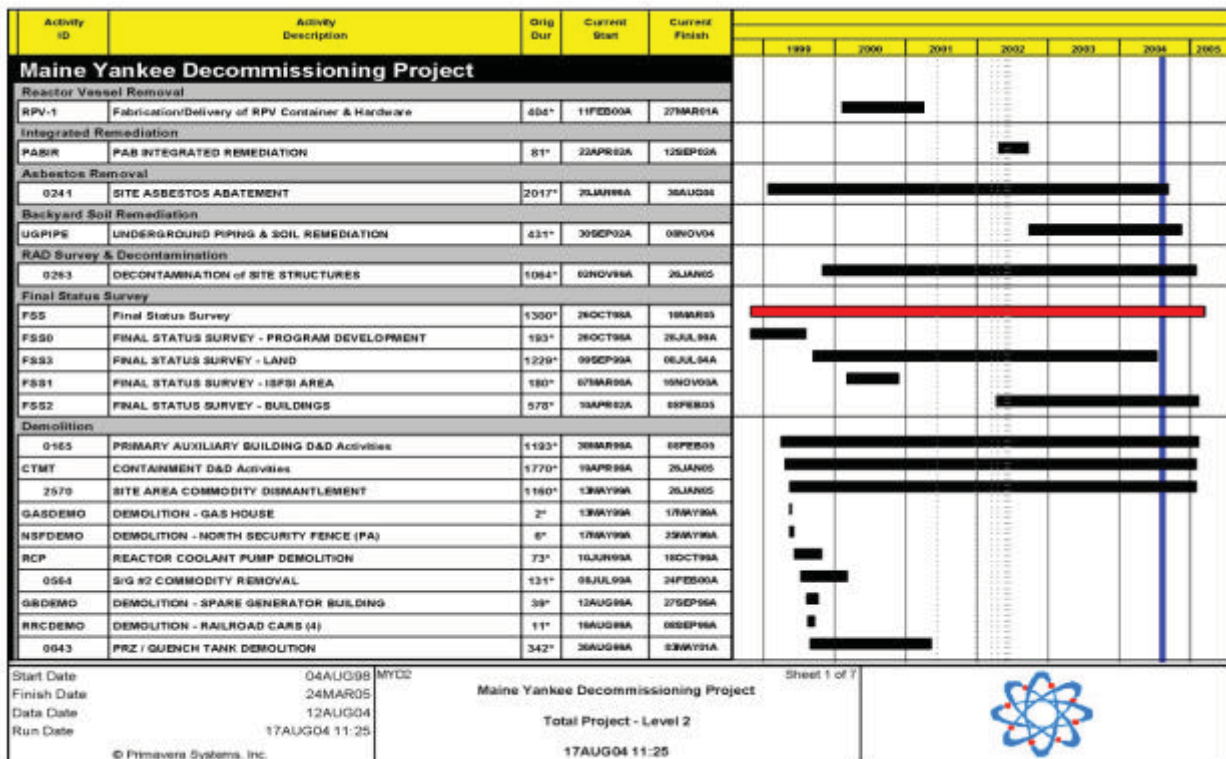 Activity ID Activity Description Orig Dur Current Start Current Finish
1999 2000 2001 2002 2003 2004 2005
Maine Yankee Decommissioning Project
Reactor Vessel Removal
RPV-1 Fabrication/Delivery of RPV Container & Hardware 404* 11FEB00A 27MAR01A
Integrated Remediation
PABIR PAB INTEGRATED REMEDIATION 81* 22APR02A 12SEP02A
Asbestos Removal
0241 SITE ASBESTOS ABATEMENT 2017* 30AUG04
Backyard Soil Remediation
UGPIPE UNDERGROUND PIPING & SOIL REMEDIATION 431* 30SEP02A 08NOV04
RAD Survey & Decontamination
0263 DECONTAMINATION of SITE STRUCTURES 1064* 02NOV99A 26JAN05
Final Status Survey
FSS Final Status Survey 1300* 26OCT98A
FSS0 FINAL STATUS SURVEY - PROGRAM DEVELOPMENT 193* 26OCT98A
FSS3 FINAL STATUS SURVEY - LAND 1229* 09SEP99A
FSS1 FINAL STATUS SURVEY - ISFSI AREA 180* 07MAR00A
FSS2 FINAL STATUS SURVEY - BUILDINGS 578* 08FEB05
Demolition
0165 PRIMARY AUXILIARY BUILDING D&D Activities 1193* 30MAR99A 08FEB05
CTMT CONTAINMENT D&D Activities 1770* 19APR99A 26JAN05
2570 SITE AREA COMMODITY DISMANTLEMENT 1160* 13MAY99A 26JAN05
GASDEMO DEMOLITION - GAS HOUSE 2* 13MAY99A 17MAY99A
NSFDEMO DEMOLITION - NORTH SECURITY FENCE (PA) 6* 17MAY99A 25MAY99A
RCP REACTOR COOLANT PUMP DEMOLITION 73* 18OCT99A
0564 S/G #2 COMMODITY REMOVAL 131* 24FEB00A
GBDEMO DEMOLITION - SPARE GENERATOR BUILDING 39* 12AUG99A 27SEP99A
RRCDEMO DEMOLITION - RAILROAD CARS (4) 11*
0643 PRZ / QUENCH TANK DEMOLITION 342* 30AUG99A 03MAY01A
Start Date 04AUG98
Finish Date 24MAR05
Data Date 12AUG04
Run Date 17AUG04 11:25
© Primavera Systems, Inc.
MYD2
Maine Yankee Decommissioning Project
Total Project - Level 2
17AUG04 11:25
Sheet 1 of 7